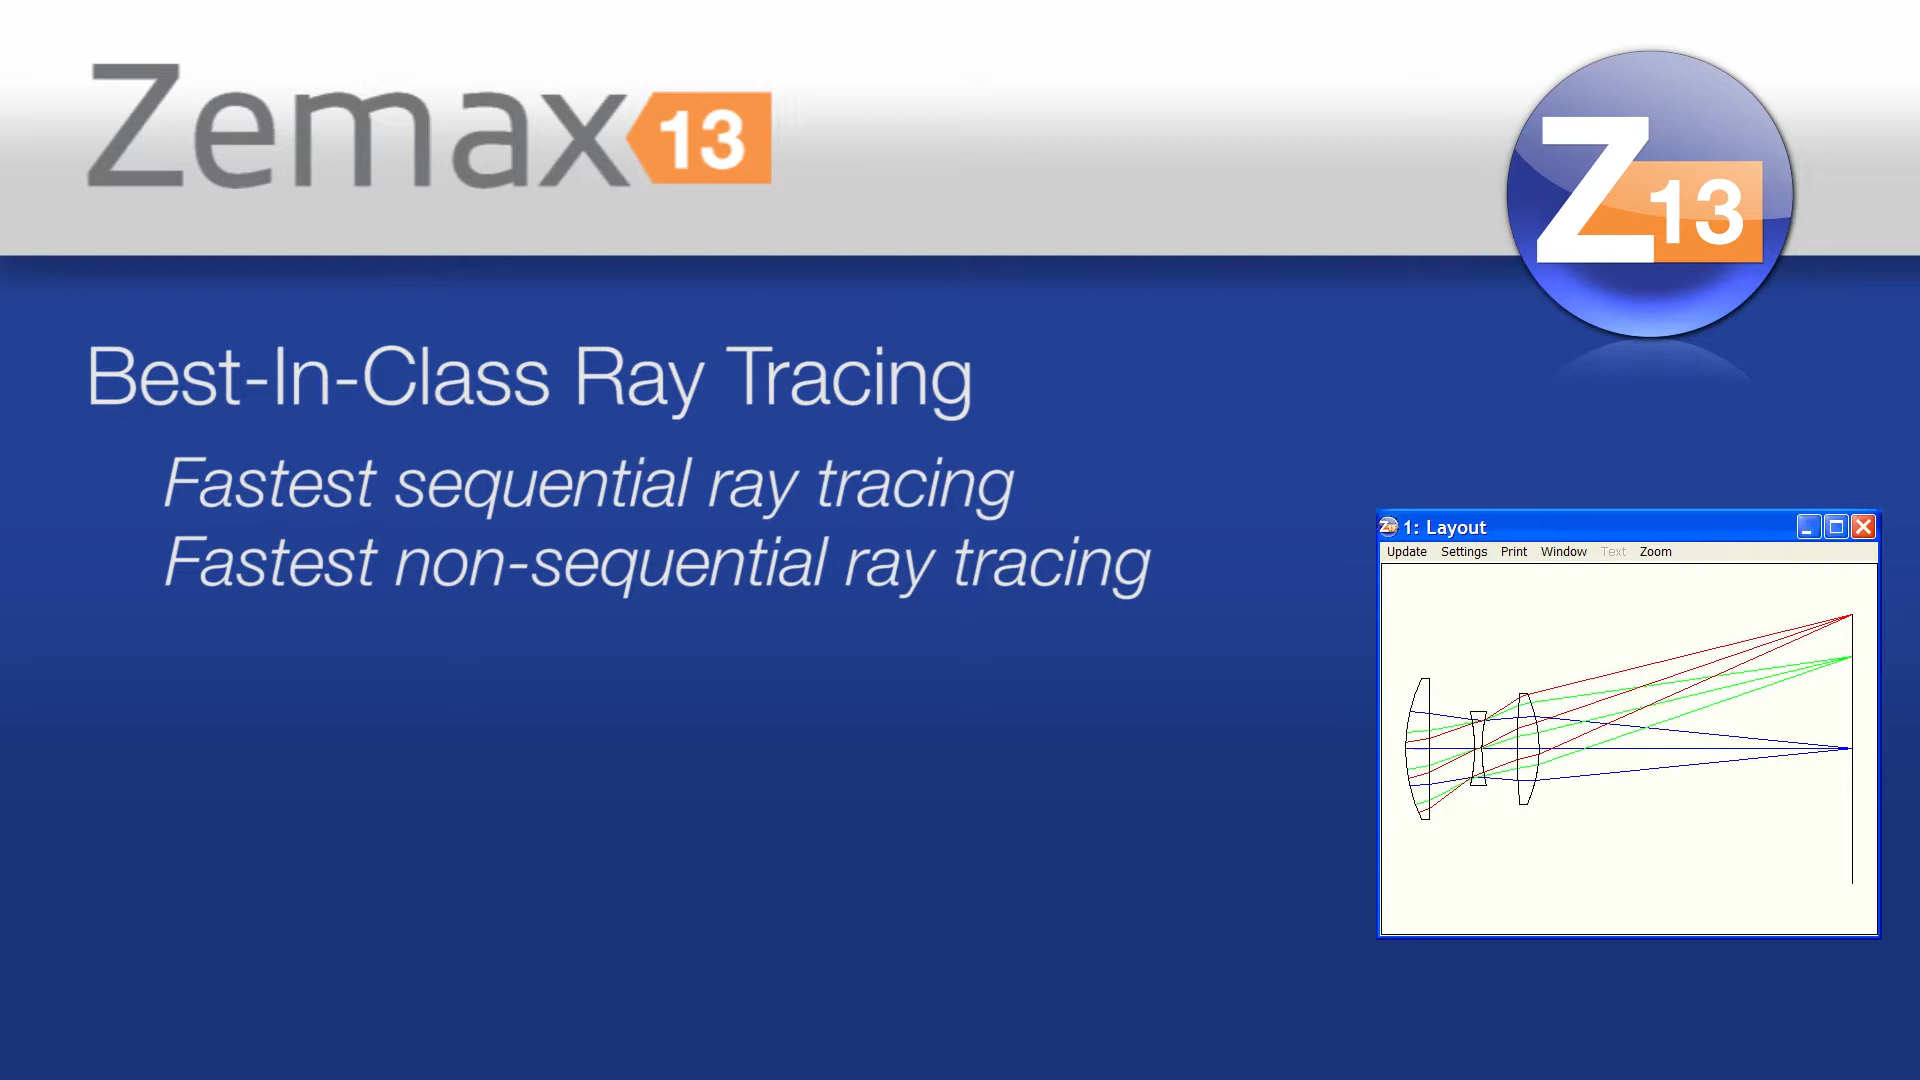 Zemax 13
Z 13
Best-In-Class Ray Tracing
Fastest sequential ray tracing
Fastest non-sequential ray tracing
1: Layout
Update Settings Print Window Text Zoom